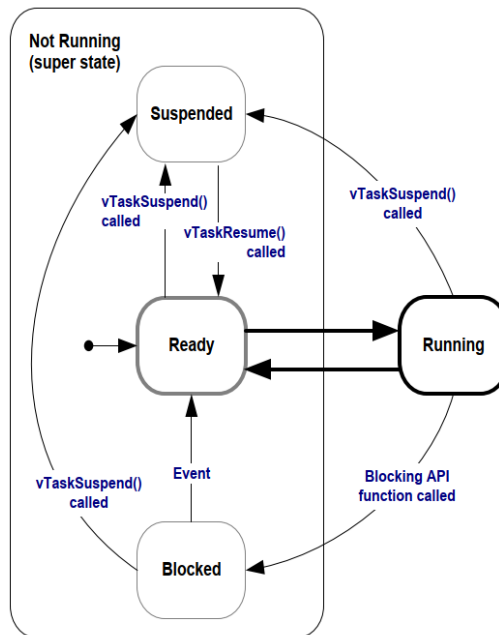 Not Running
(super state)
Suspended
vTaskSuspend()
called
vTaskResume()
called
vTaskSuspend()
called
Ready
Running
vTaskSuspend()
called
Event
Blocking API
function called
Blocked